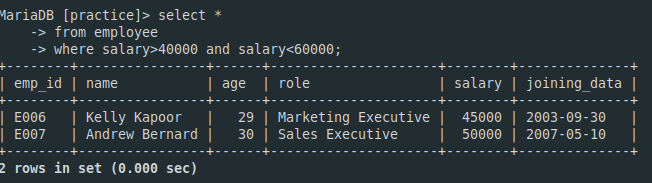 MariaDB [practice]> select *
    -> from employee
    -> where salary>40000 and salary<60000;
+--------+----------------+------+---------------------+--------+--------------+
| emp_id | name           | age  | role                | salary | joining_data |
+--------+----------------+------+---------------------+--------+--------------+
| E006   | Kelly Kapoor   |   29 | Marketing Executive |  45000 | 2003-09-30   |
| E007   | Andrew Bernard |   30 | Sales Executive     |  50000 | 2007-05-10   |
+--------+----------------+------+---------------------+--------+--------------+
2 rows in set (0.000 sec)